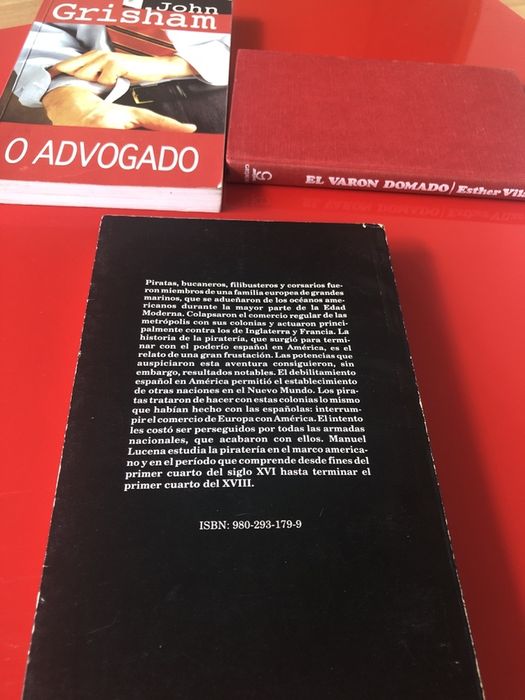 John
Grisham
O ADVOGADO
EL VARON DOMADO / Esther
Piratas, bucaneros, filibusteros y corsarios fue-
ron miembros de una familia europea de grandes
marinos, que se adueñaron de los océanos ame-
ricanos durante la mayor parte de la Edad
Moderna. Colapsaron el comercio regular de las
metrópolis con sus colonias y actuaron princi-
palmente contra los de Inglaterra y Francia. La
historia de la piratería, que surgió para termi-
nar con el poderío español en América, es el
relato de una gran frustación. Las potencias que
auspiciaron esta aventura consiguieron, sin
embargo, resultados notables. El debilitamiento
español en América permitió el establecimiento
de otras naciones en el Nuevo Mundo. Los pira-
tas trataron de hacer con estas colonias lo mismo
que habían hecho con las españolas: interrum-
pir el comercio de Europa con América. El intento
les costó ser perseguidos por todas las armadas
nacionales, que acabaron con ellos. Manuel
Lucena estudia la piratería en el marco america-
no y en el período que comprende desde fines del
primer cuarto del siglo XVI hasta terminar el
primer cuarto del XVIII.
ISBN: 980-293-179-9